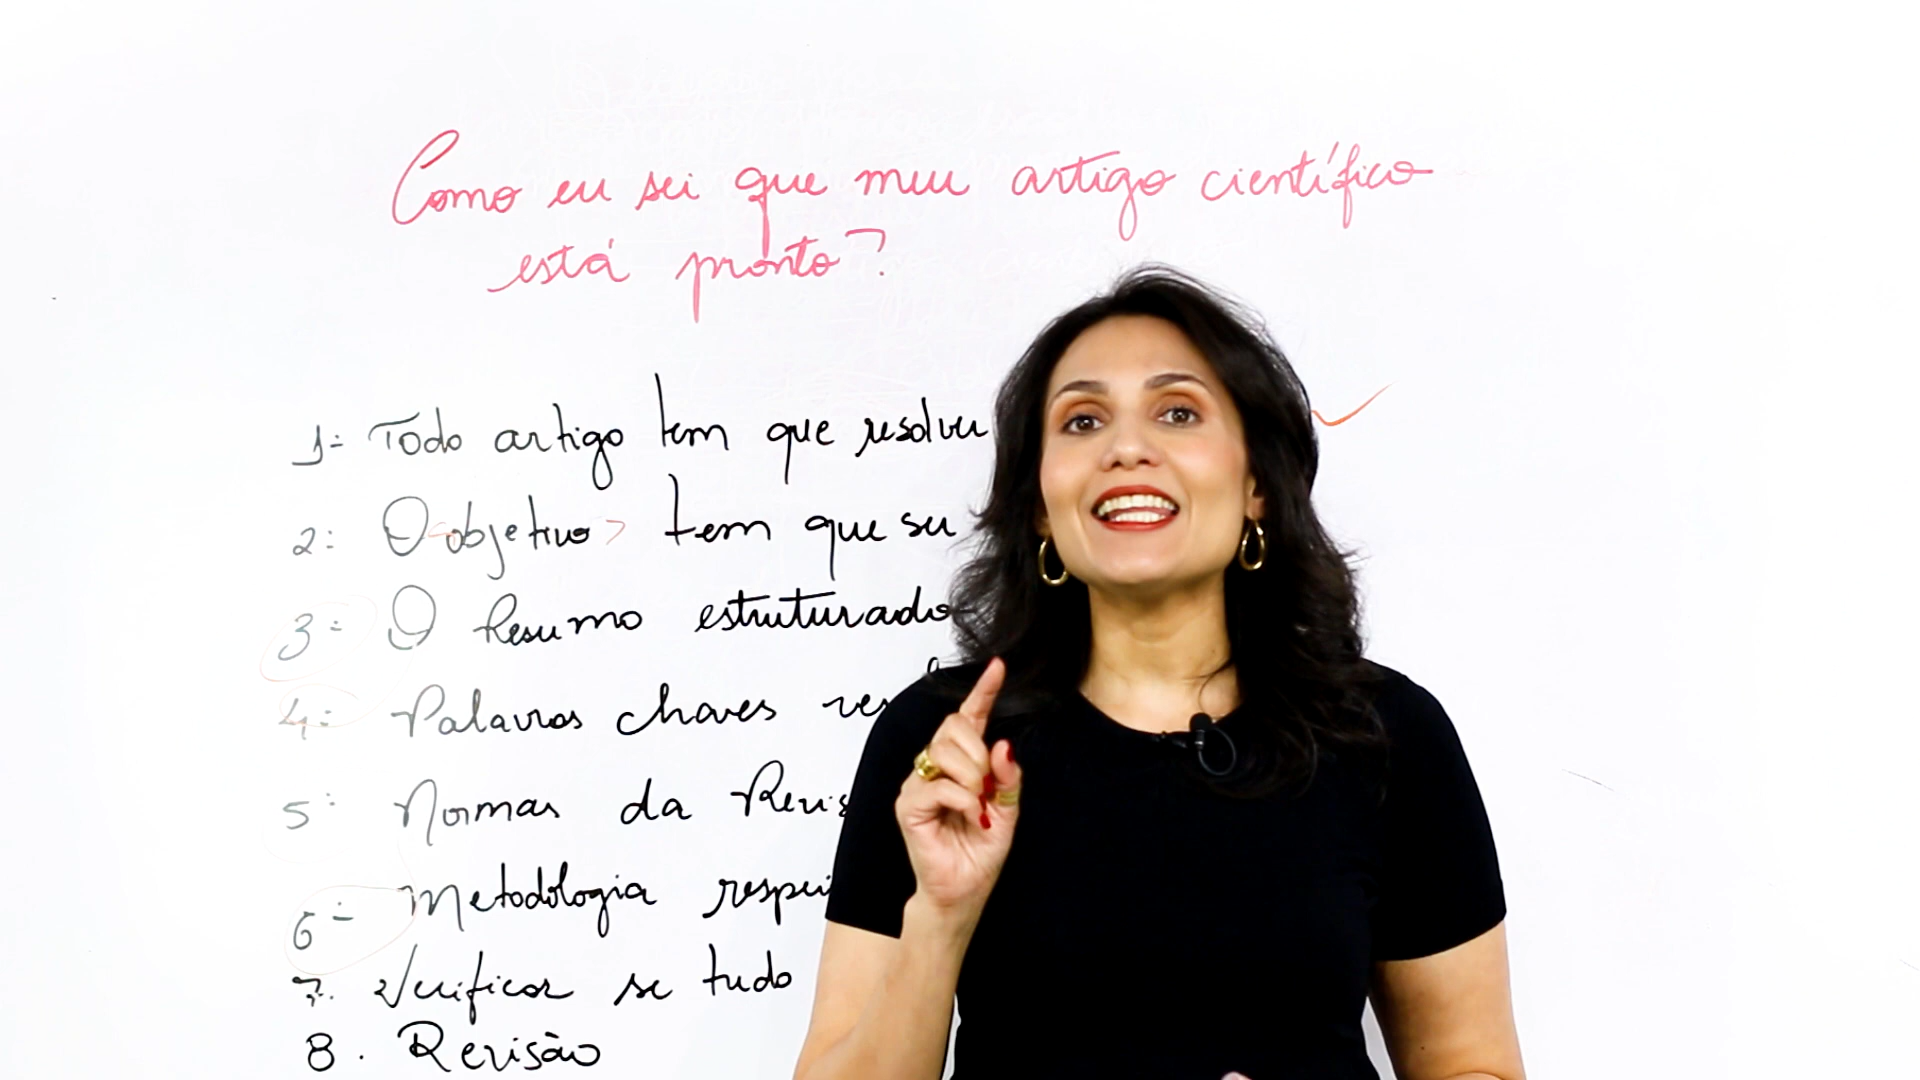 Como eu sei que meu artigo científico
está pronto?
1- Todo artigo tem que resolver
2: O objetivo tem que ser
3- O Resumo estruturado
4: Palavras chaves
5: Normas da
6- Metodologia
7. Verificar se tudo
8. Revisão